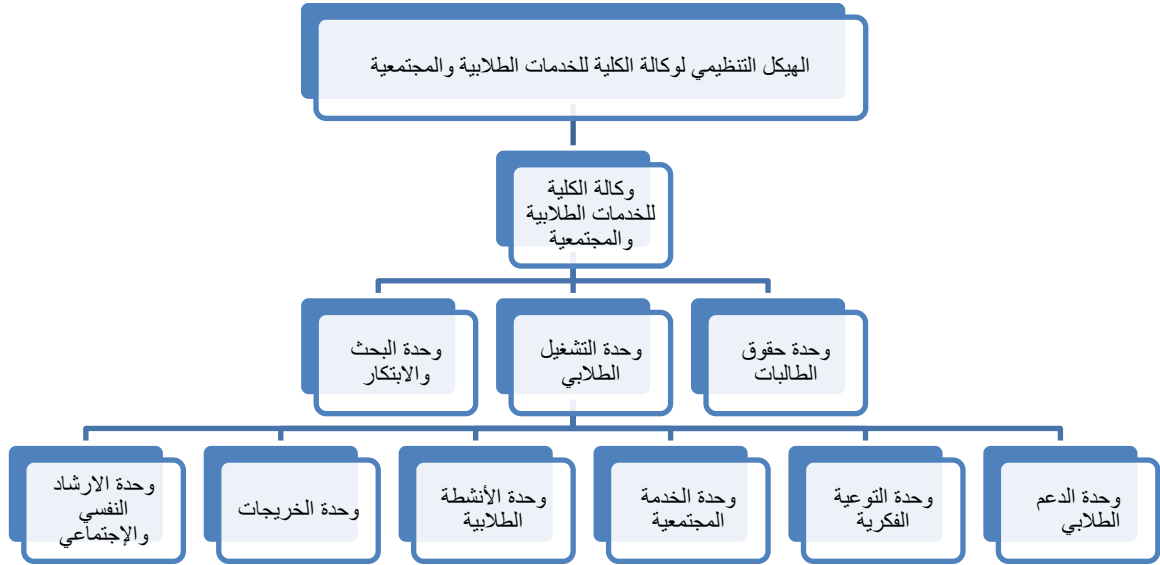 الهيكل التنظيمي لوكالة الكلية للخدمات الطلابية والمجتمعية
وكالة الكلية
للخدمات الطلابية
والمجتمعية
وحدة حقوق
الطالبات
وحدة التشغيل
الطلابي
وحدة البحث
والابتكار
وحدة الدعم
الطلابي
وحدة التوعية
الفكرية
وحدة الخدمة
المجتمعية
وحدة الأنشطة
الطلابية
وحدة الخريجات
وحدة الارشاد
النفسي
والإجتماعي